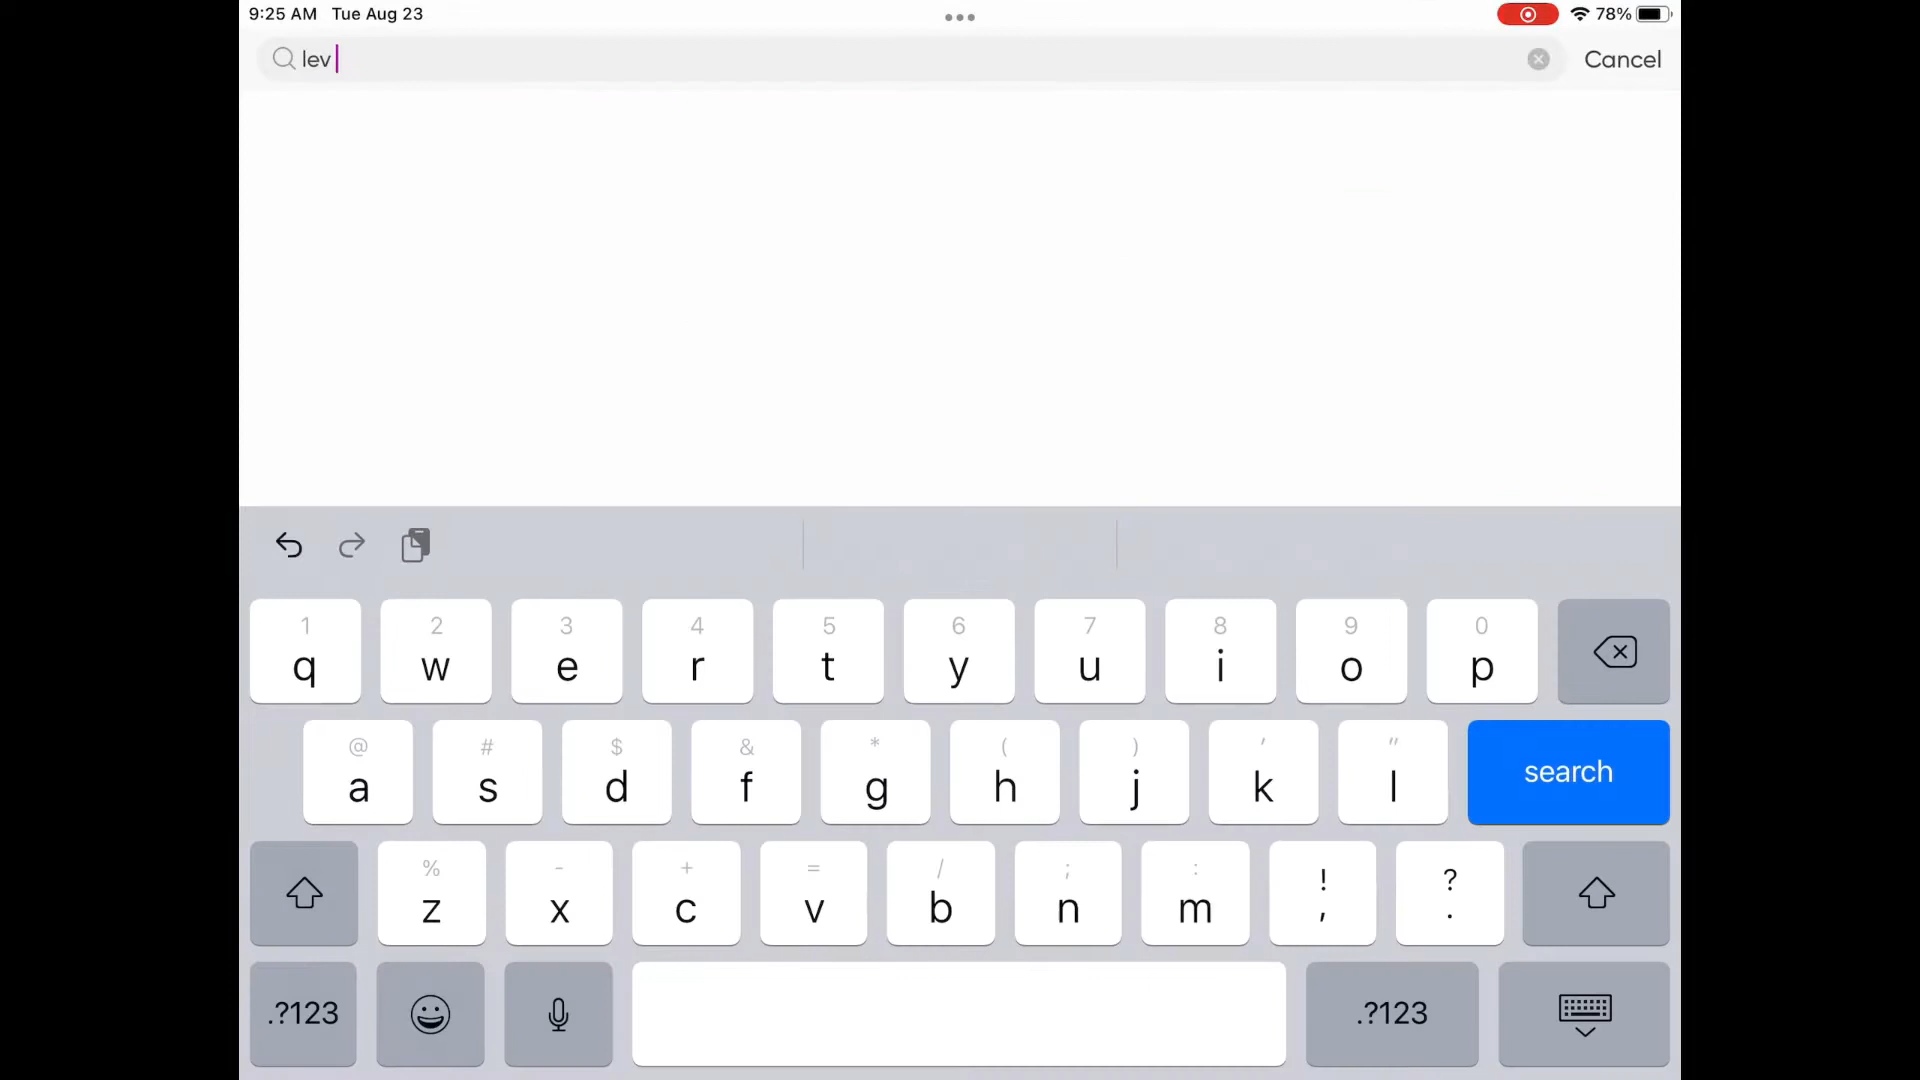 9:25 AM Tue Aug 23
78%
lev
Cancel
1 2 3 4 5 6 7 8 9 0
q w e r t y u i o p
@ # $ & * ( ) ' "
a s d f g h j k l search
% - + = / ; : ! ?
z x c v b n m , .
.?123 .?123